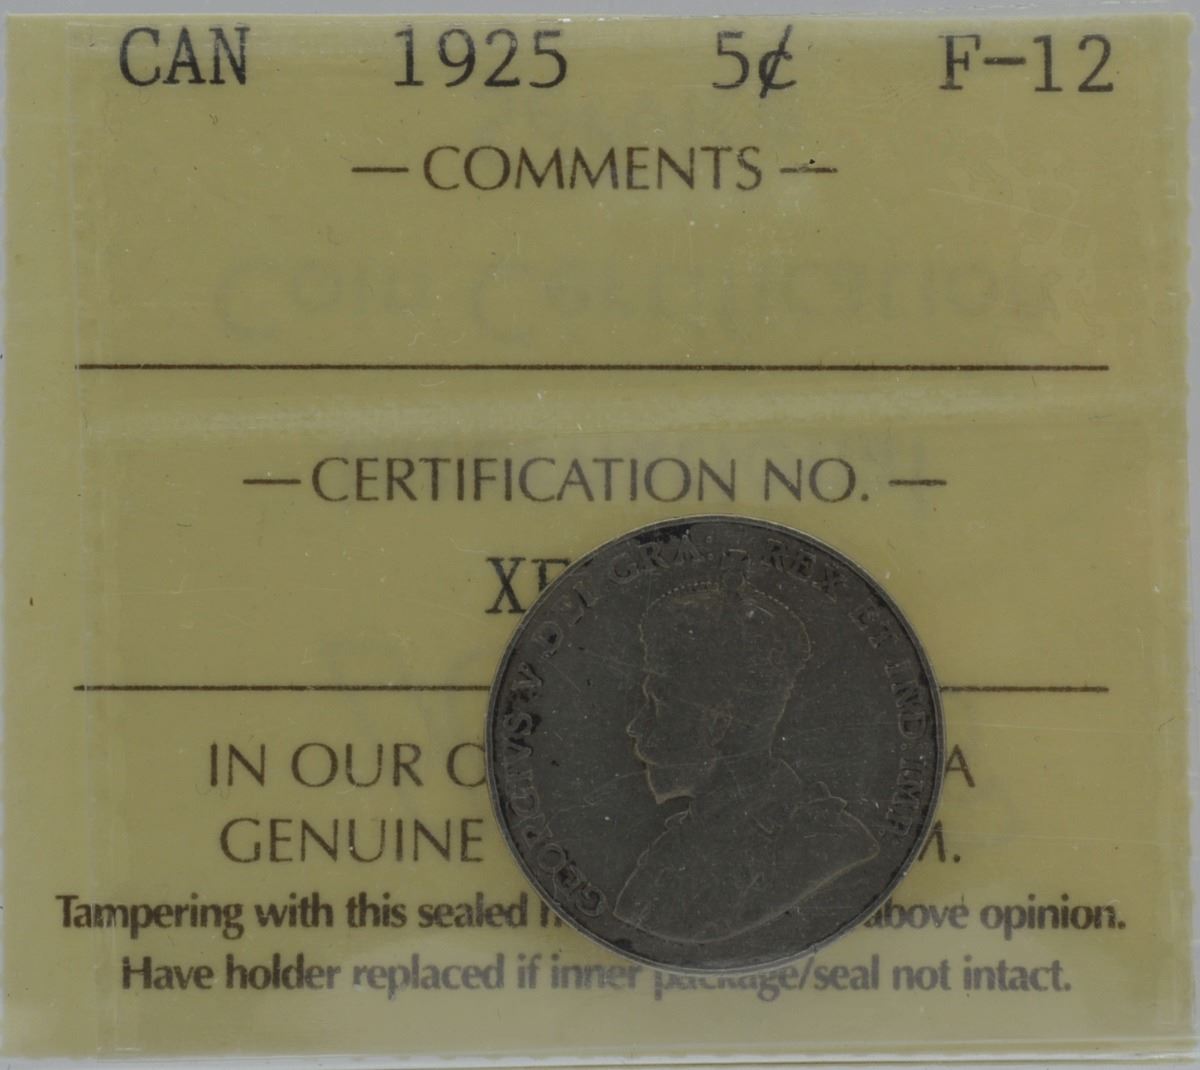 CAN 1925 5¢ F-12
— COMMENTS —
— CERTIFICATION NO. —
IN OUR A
GENUINE
Tampering with this sealed above opinion.
Have holder replaced if inner package/seal not intact.
GEORGIVS V DEI GRA: REX ET IND: IMP: